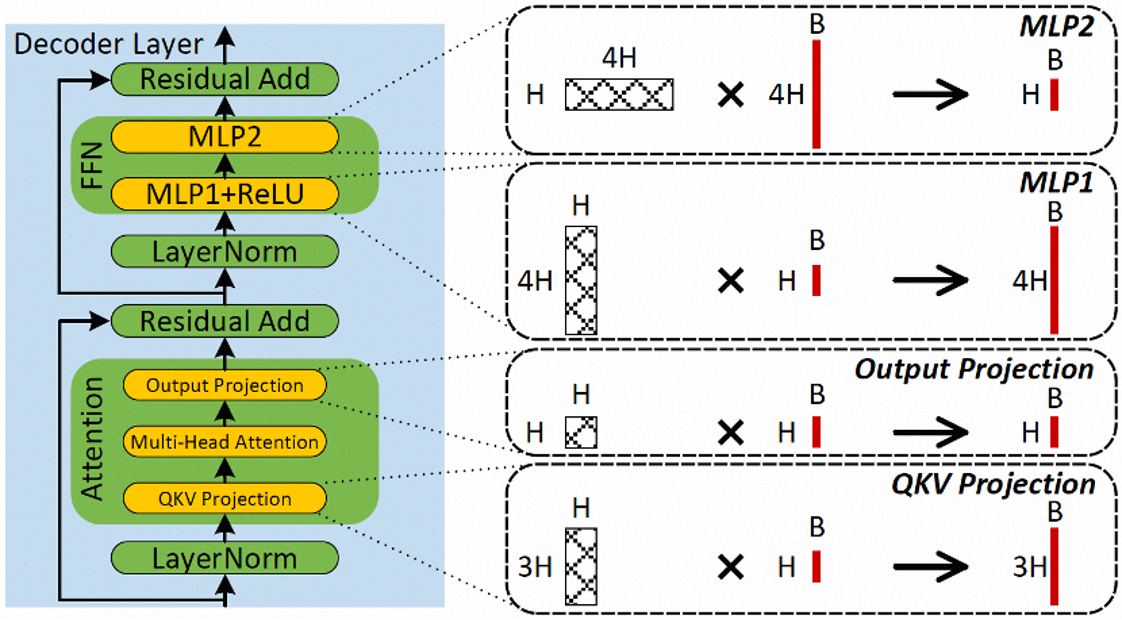 Decoder Layer
Residual Add
MLP2
MLP1+ReLU
FFN
LayerNorm
Residual Add
Output Projection
Multi-Head Attention
QKV Projection
Attention
LayerNorm
MLP2
4H
H
×
B
4H
B
H
MLP1
H
4H
×
B
H
B
4H
Output Projection
H
H
×
B
H
B
H
QKV Projection
H
3H
×
B
H
B
3H